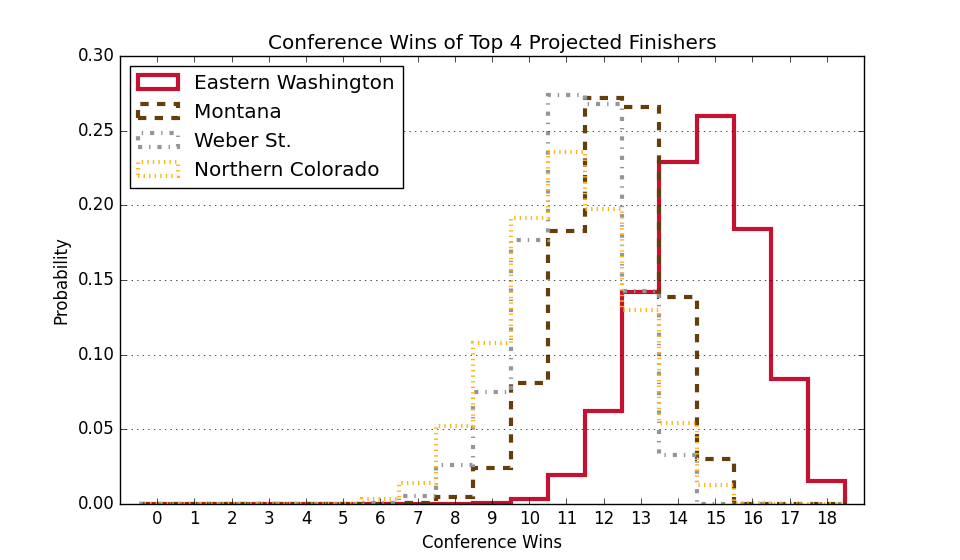 Conference Wins of Top 4 Projected Finishers
0.30
0.25
0.20
0.15
0.10
0.05
0.00
Probability
Eastern Washington
Montana
Weber St.
Northern Colorado
0 1 2 3 4 5 6 7 8 9 10 11 12 13 14 15 16 17 18
Conference Wins